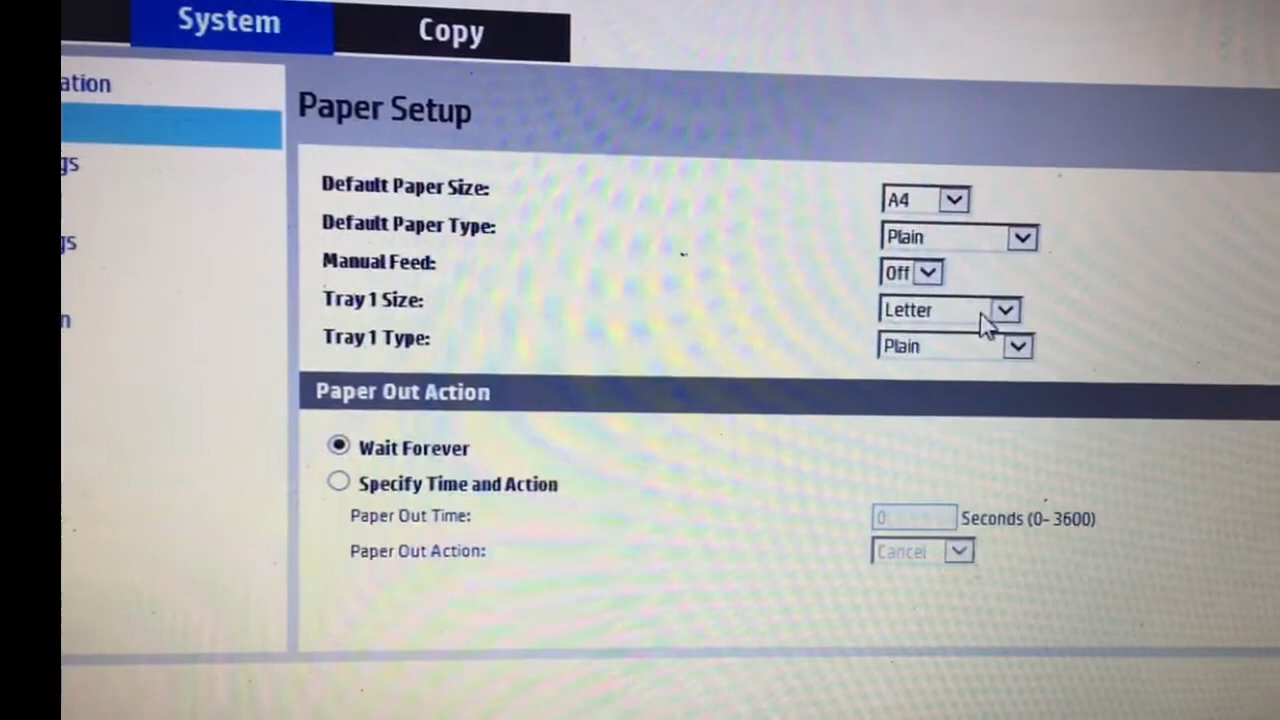 System
Copy
ation
gs
gs
n
Paper Setup
Default Paper Size: A4
Default Paper Type: Plain
Manual Feed: Off
Tray 1 Size: Letter
Tray 1 Type: Plain
Paper Out Action
Wait Forever
Specify Time and Action
Paper Out Time: 0 Seconds (0- 3600)
Paper Out Action: Cancel